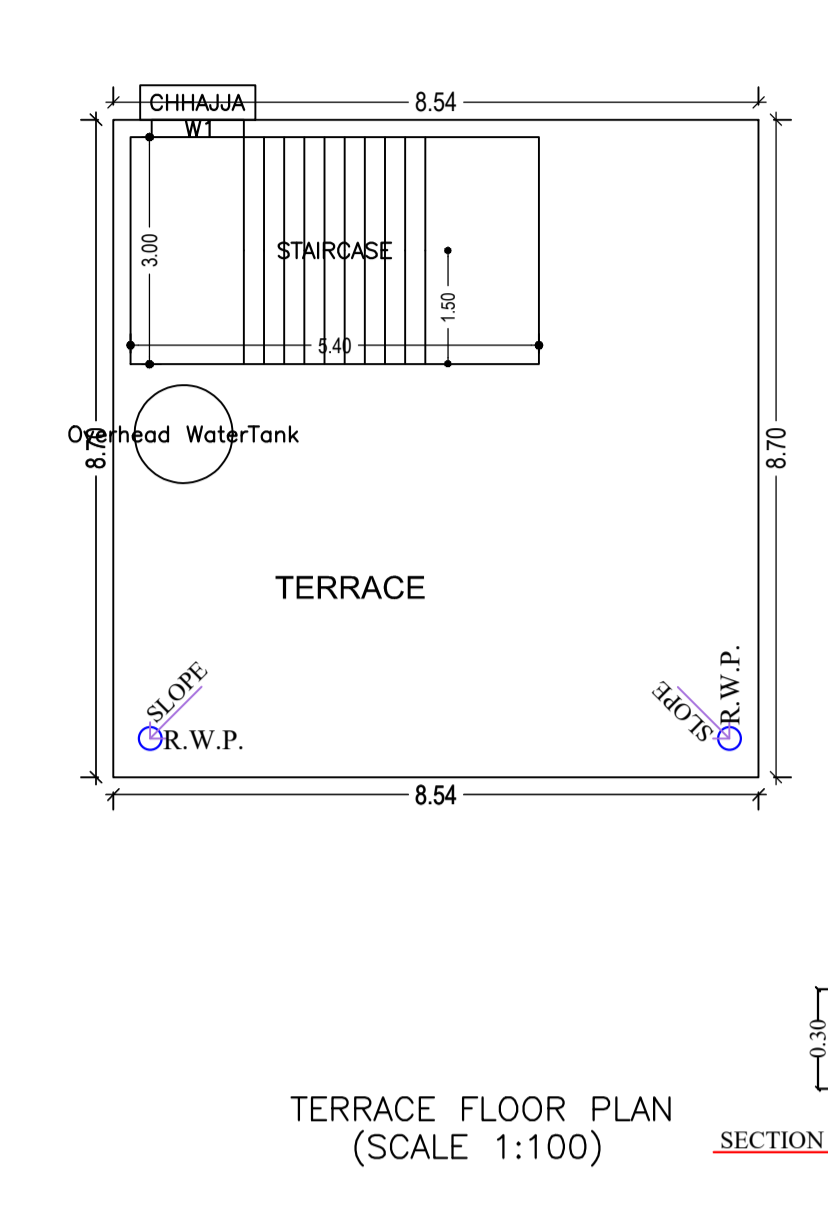 CHHAJJA
8.54
W1
3.00
STAIRCASE
1.50
5.40
Overhead WaterTank
8.70
8.70
TERRACE
SLOPE
R.W.P.
SLOPE
R.W.P.
8.54
0.30
TERRACE FLOOR PLAN
(SCALE 1:100)
SECTION